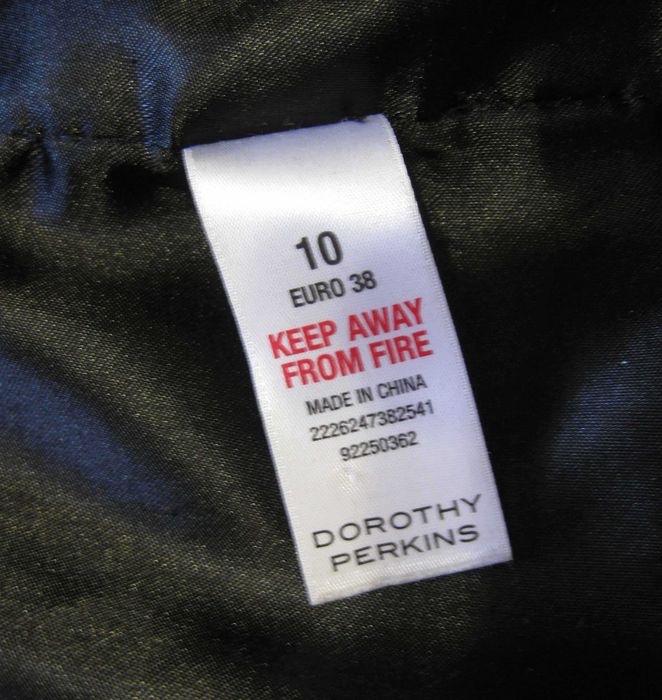 10
EURO 38
KEEP AWAY
FROM FIRE
MADE IN CHINA
2226247382541
92250362
DOROTHY
PERKINS